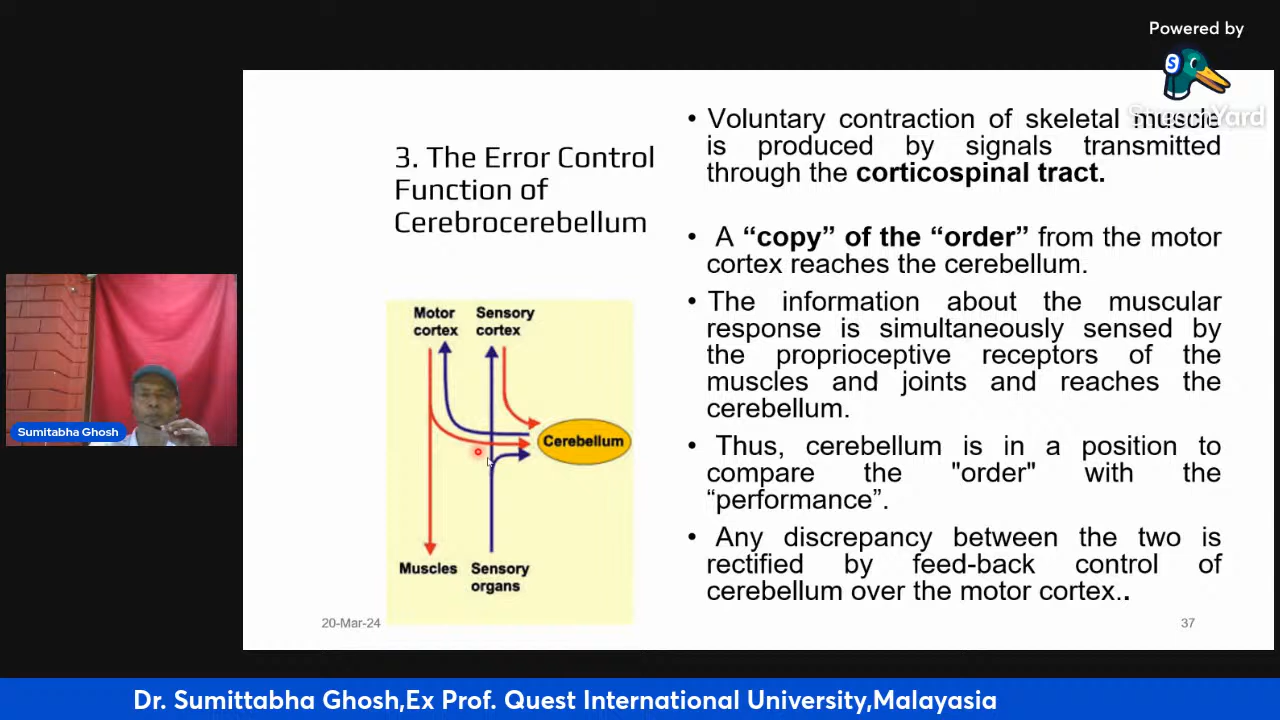 Powered by
StreamYard
3. The Error Control
Function of
Cerebrocerebellum
Motor
cortex
Sensory
cortex
Cerebellum
Muscles
Sensory
organs
20-Mar-24
• Voluntary contraction of skeletal muscle
is produced by signals transmitted
through the corticospinal tract.
• A “copy” of the “order” from the motor
cortex reaches the cerebellum.
• The information about the muscular
response is simultaneously sensed by
the proprioceptive receptors of the
muscles and joints and reaches the
cerebellum.
• Thus, cerebellum is in a position to
compare the "order" with the
“performance”.
• Any discrepancy between the two is
rectified by feed-back control of
cerebellum over the motor cortex..
37
Sumitabha Ghosh
Dr. Sumittabha Ghosh,Ex Prof. Quest International University,Malayasia